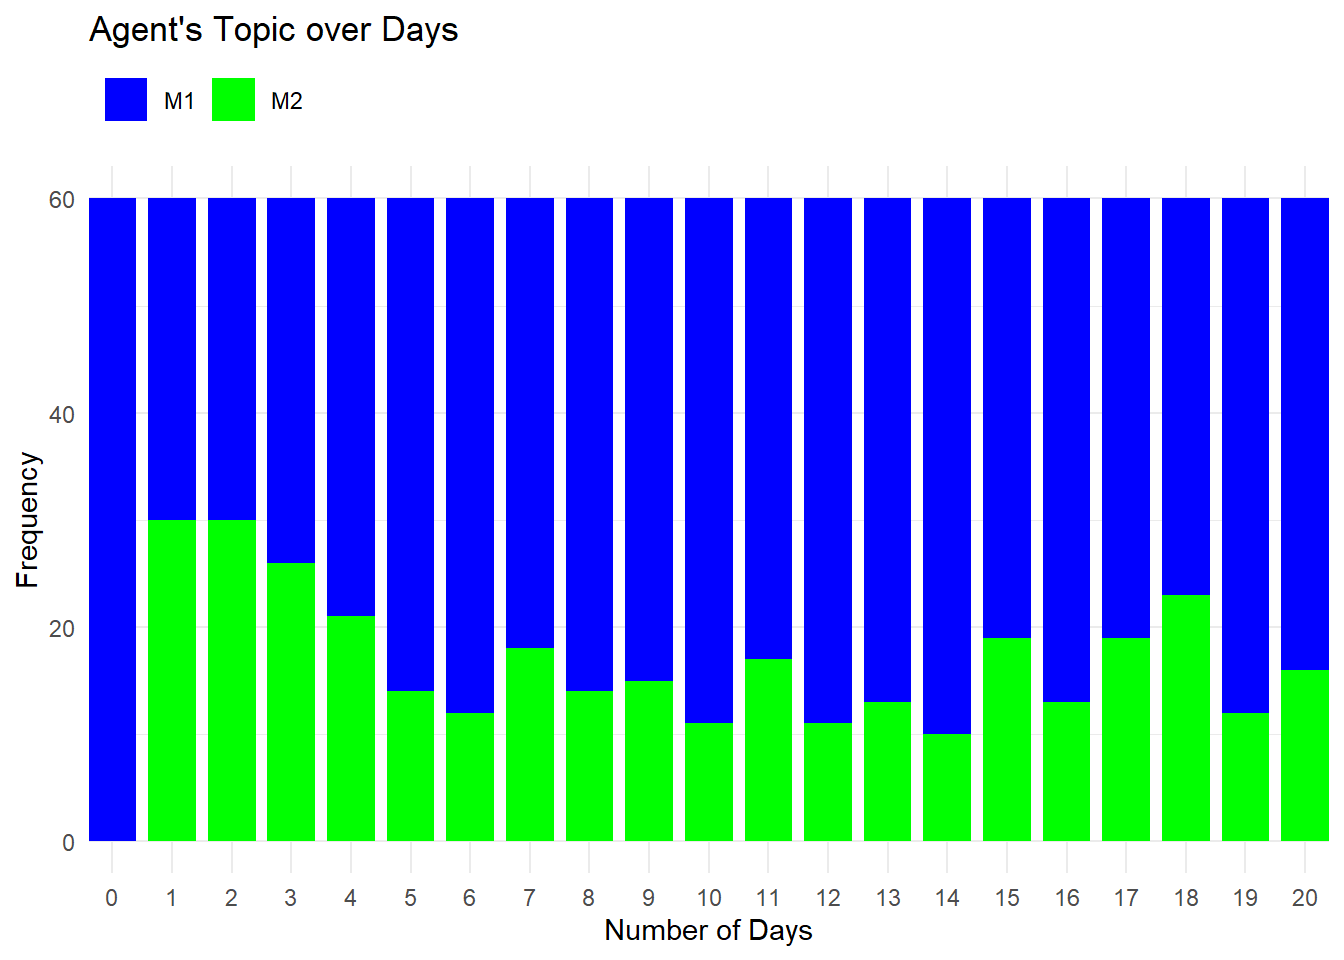 Agent's Topic over Days
M1 M2
60
40
20
0
Frequency
0 1 2 3 4 5 6 7 8 9 10 11 12 13 14 15 16 17 18 19 20
Number of Days